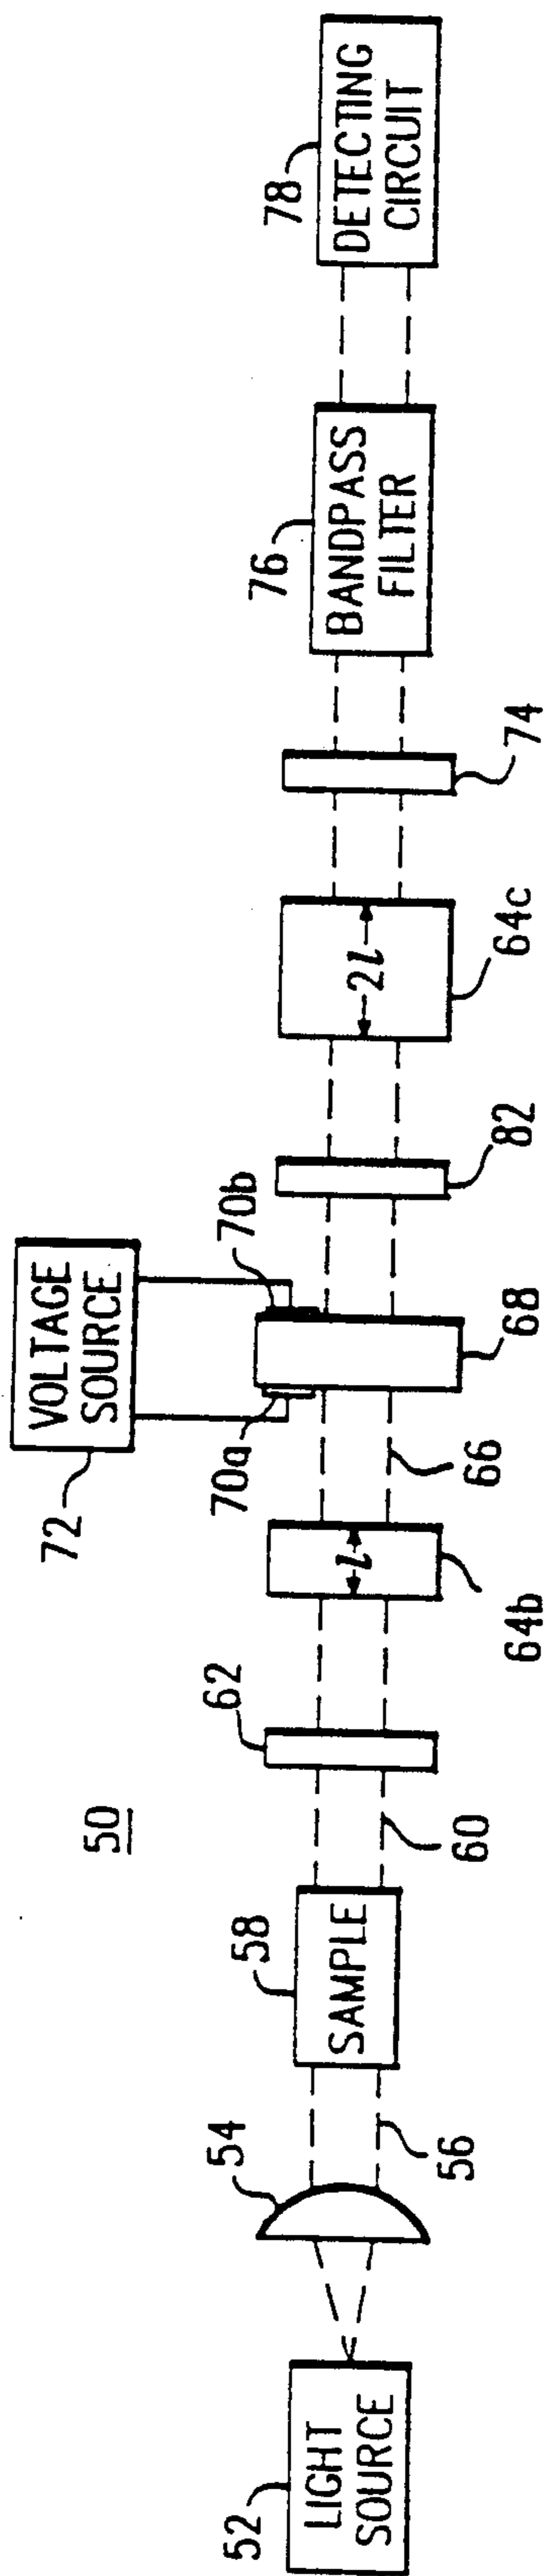 50
72
VOLTAGE
SOURCE
70a
70b
52
LIGHT
SOURCE
54
56
58
SAMPLE
60
62
l
64b
66
68
82
2l
64c
74
76
BANDPASS
FILTER
78
DETECTING
CIRCUIT